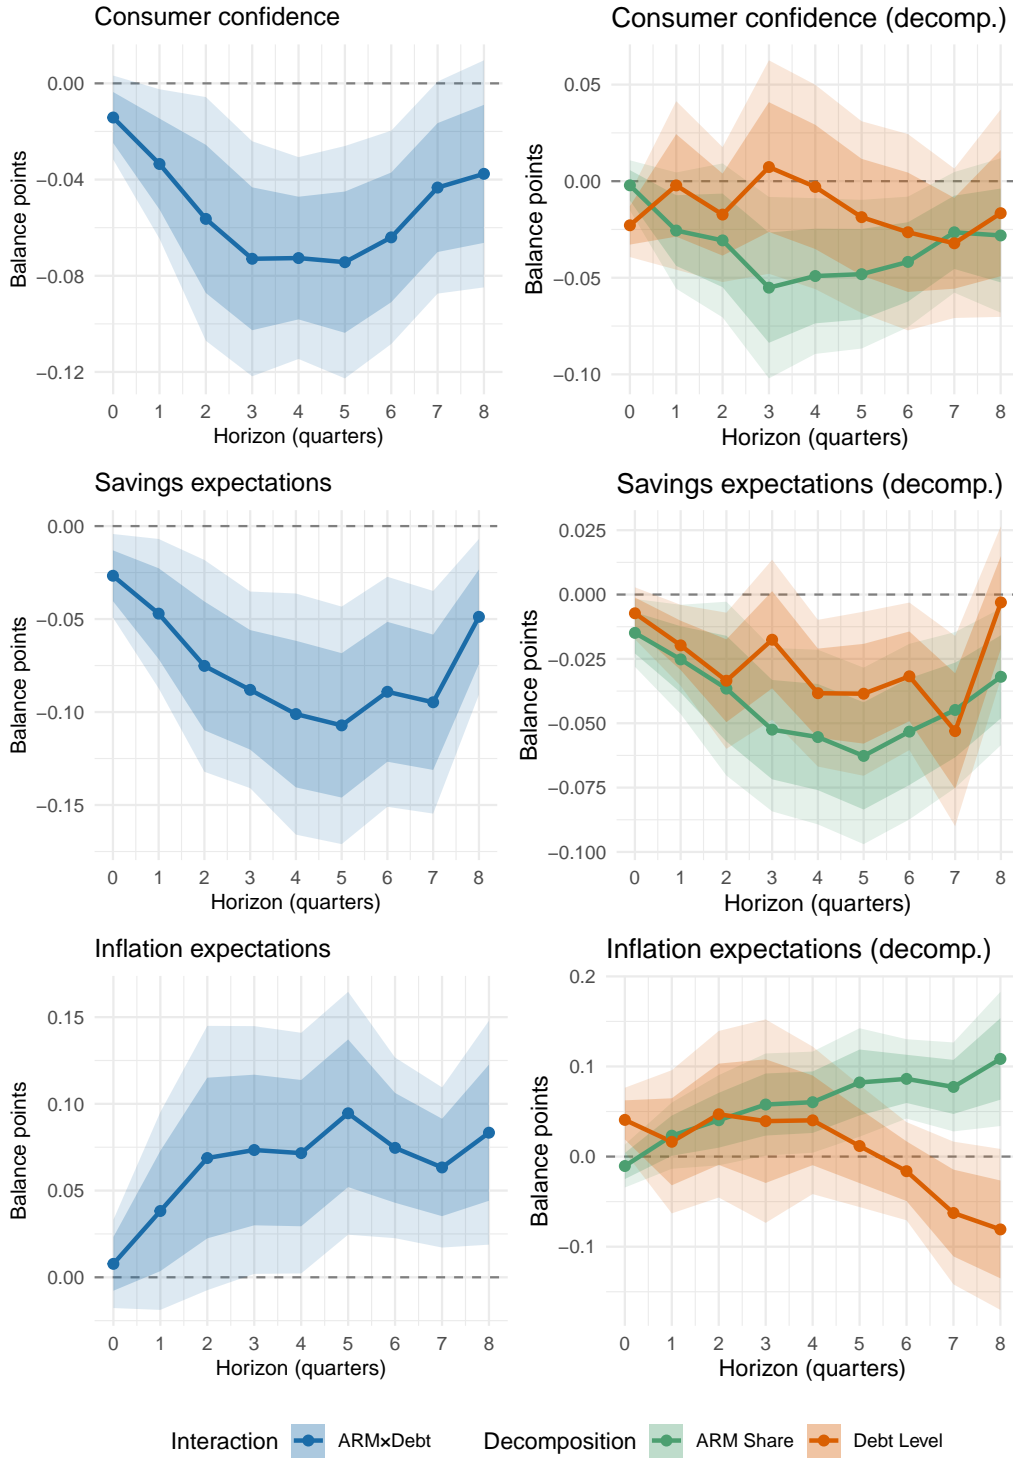 Consumer confidence
Balance points
0.00
−0.04
−0.08
−0.12
0 1 2 3 4 5 6 7 8
Horizon (quarters)
Consumer confidence (decomp.)
Balance points
0.05
0.00
−0.05
−0.10
0 1 2 3 4 5 6 7 8
Horizon (quarters)
Savings expectations
Balance points
0.00
−0.05
−0.10
−0.15
0 1 2 3 4 5 6 7 8
Horizon (quarters)
Savings expectations (decomp.)
Balance points
0.025
0.000
−0.025
−0.050
−0.075
−0.100
0 1 2 3 4 5 6 7 8
Horizon (quarters)
Inflation expectations
Balance points
0.15
0.10
0.05
0.00
0 1 2 3 4 5 6 7 8
Horizon (quarters)
Inflation expectations (decomp.)
Balance points
0.2
0.1
0.0
−0.1
0 1 2 3 4 5 6 7 8
Horizon (quarters)
Interaction ARM×Debt Decomposition ARM Share Debt Level